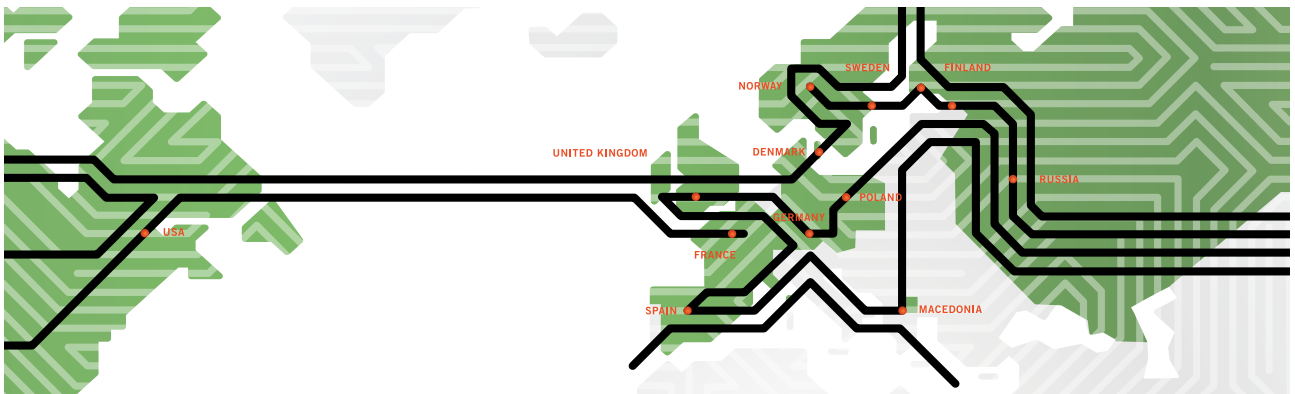 SWEDEN
FINLAND
NORWAY
UNITED KINGDOM
DENMARK
RUSSIA
POLAND
GERMANY
USA
FRANCE
SPAIN
MACEDONIA